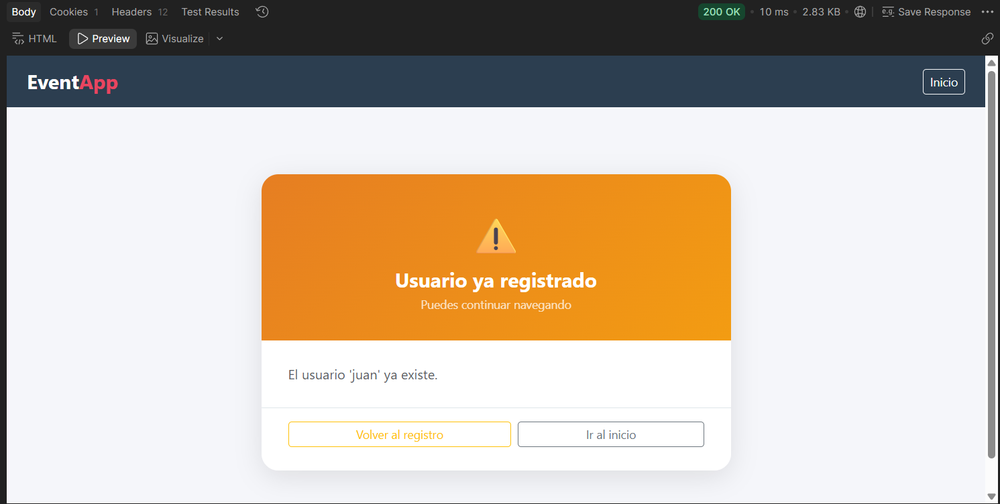 Body Cookies 1 Headers 12 Test Results 200 OK • 10 ms • 2.83 KB • e.g. Save Response
HTML Preview Visualize
EventApp Inicio
Usuario ya registrado
Puedes continuar navegando
El usuario 'juan' ya existe.
Volver al registro Ir al inicio